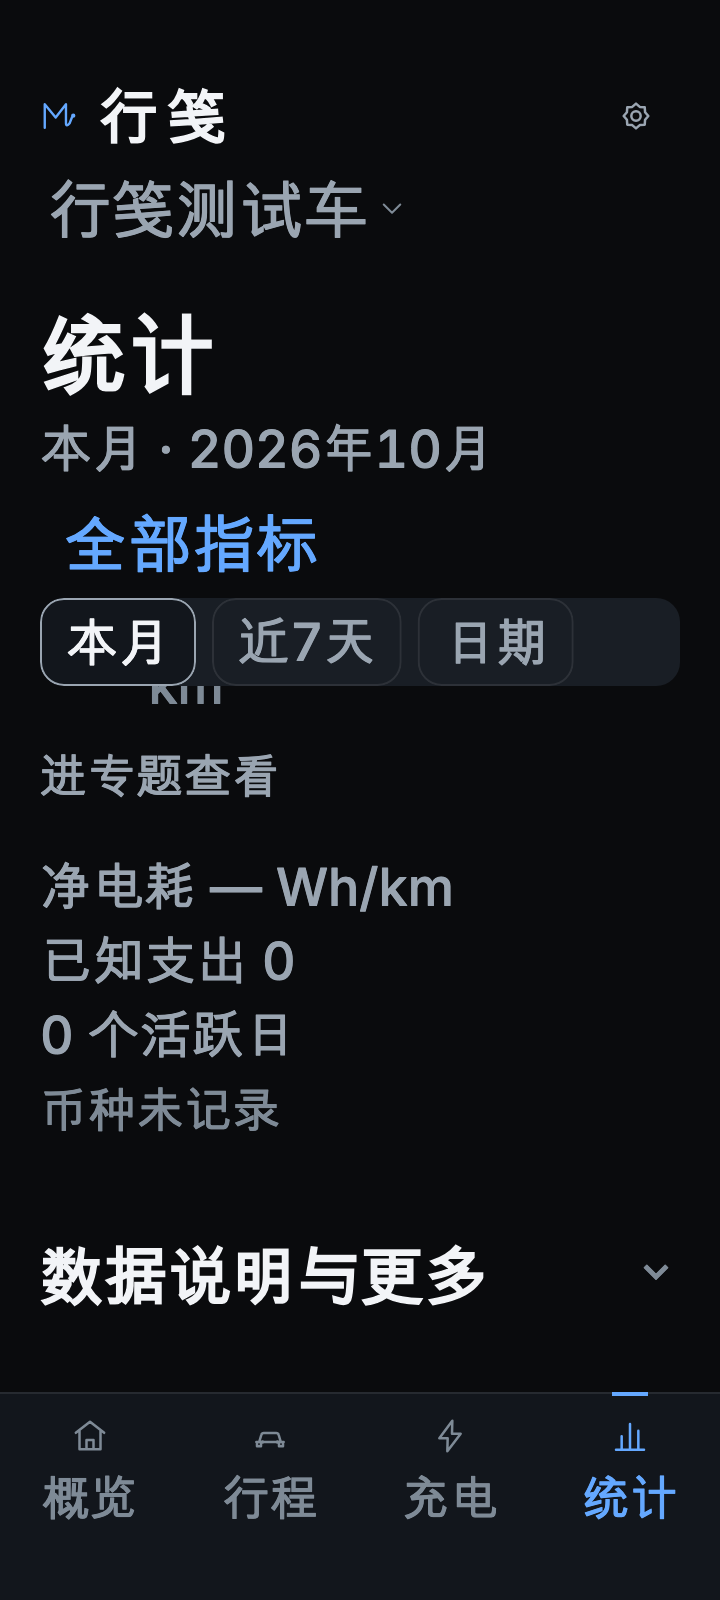 行笺
行笺测试车
统计
本月 · 2026年10月
全部指标
本月 近7天 日期
km
进专题查看
净电耗 — Wh/km
已知支出 0
0 个活跃日
币种未记录
数据说明与更多
概览 行程 充电 统计